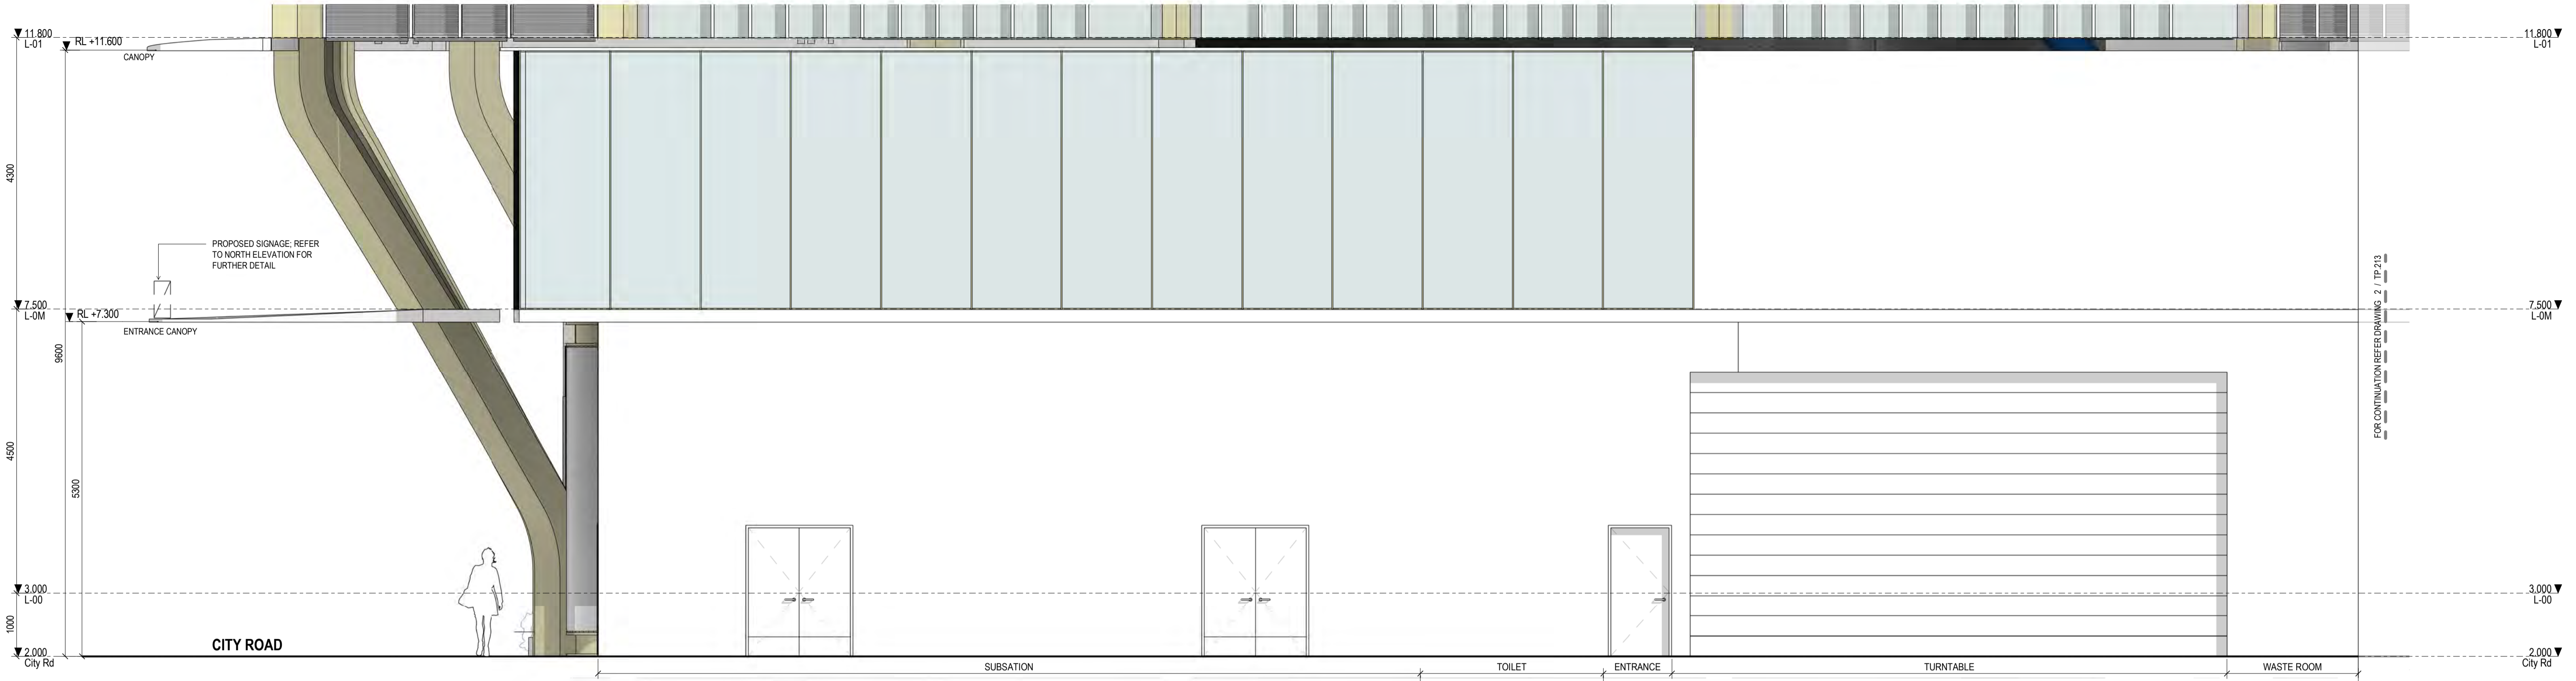 11.800
L-01
RL +11.600
CANOPY
11.800
L-01
4300
PROPOSED SIGNAGE; REFER
TO NORTH ELEVATION FOR
FURTHER DETAIL
FOR CONTINUATION REFER DRAWING 2 / TP.213
7.500
L-0M
RL +7.300
ENTRANCE CANOPY
7.500
L-0M
9600
4500
5300
3.000
L-00
3.000
L-00
1000
CITY ROAD
2.000
City Rd
2.000
City Rd
SUBSATION
TOILET
ENTRANCE
TURNTABLE
WASTE ROOM